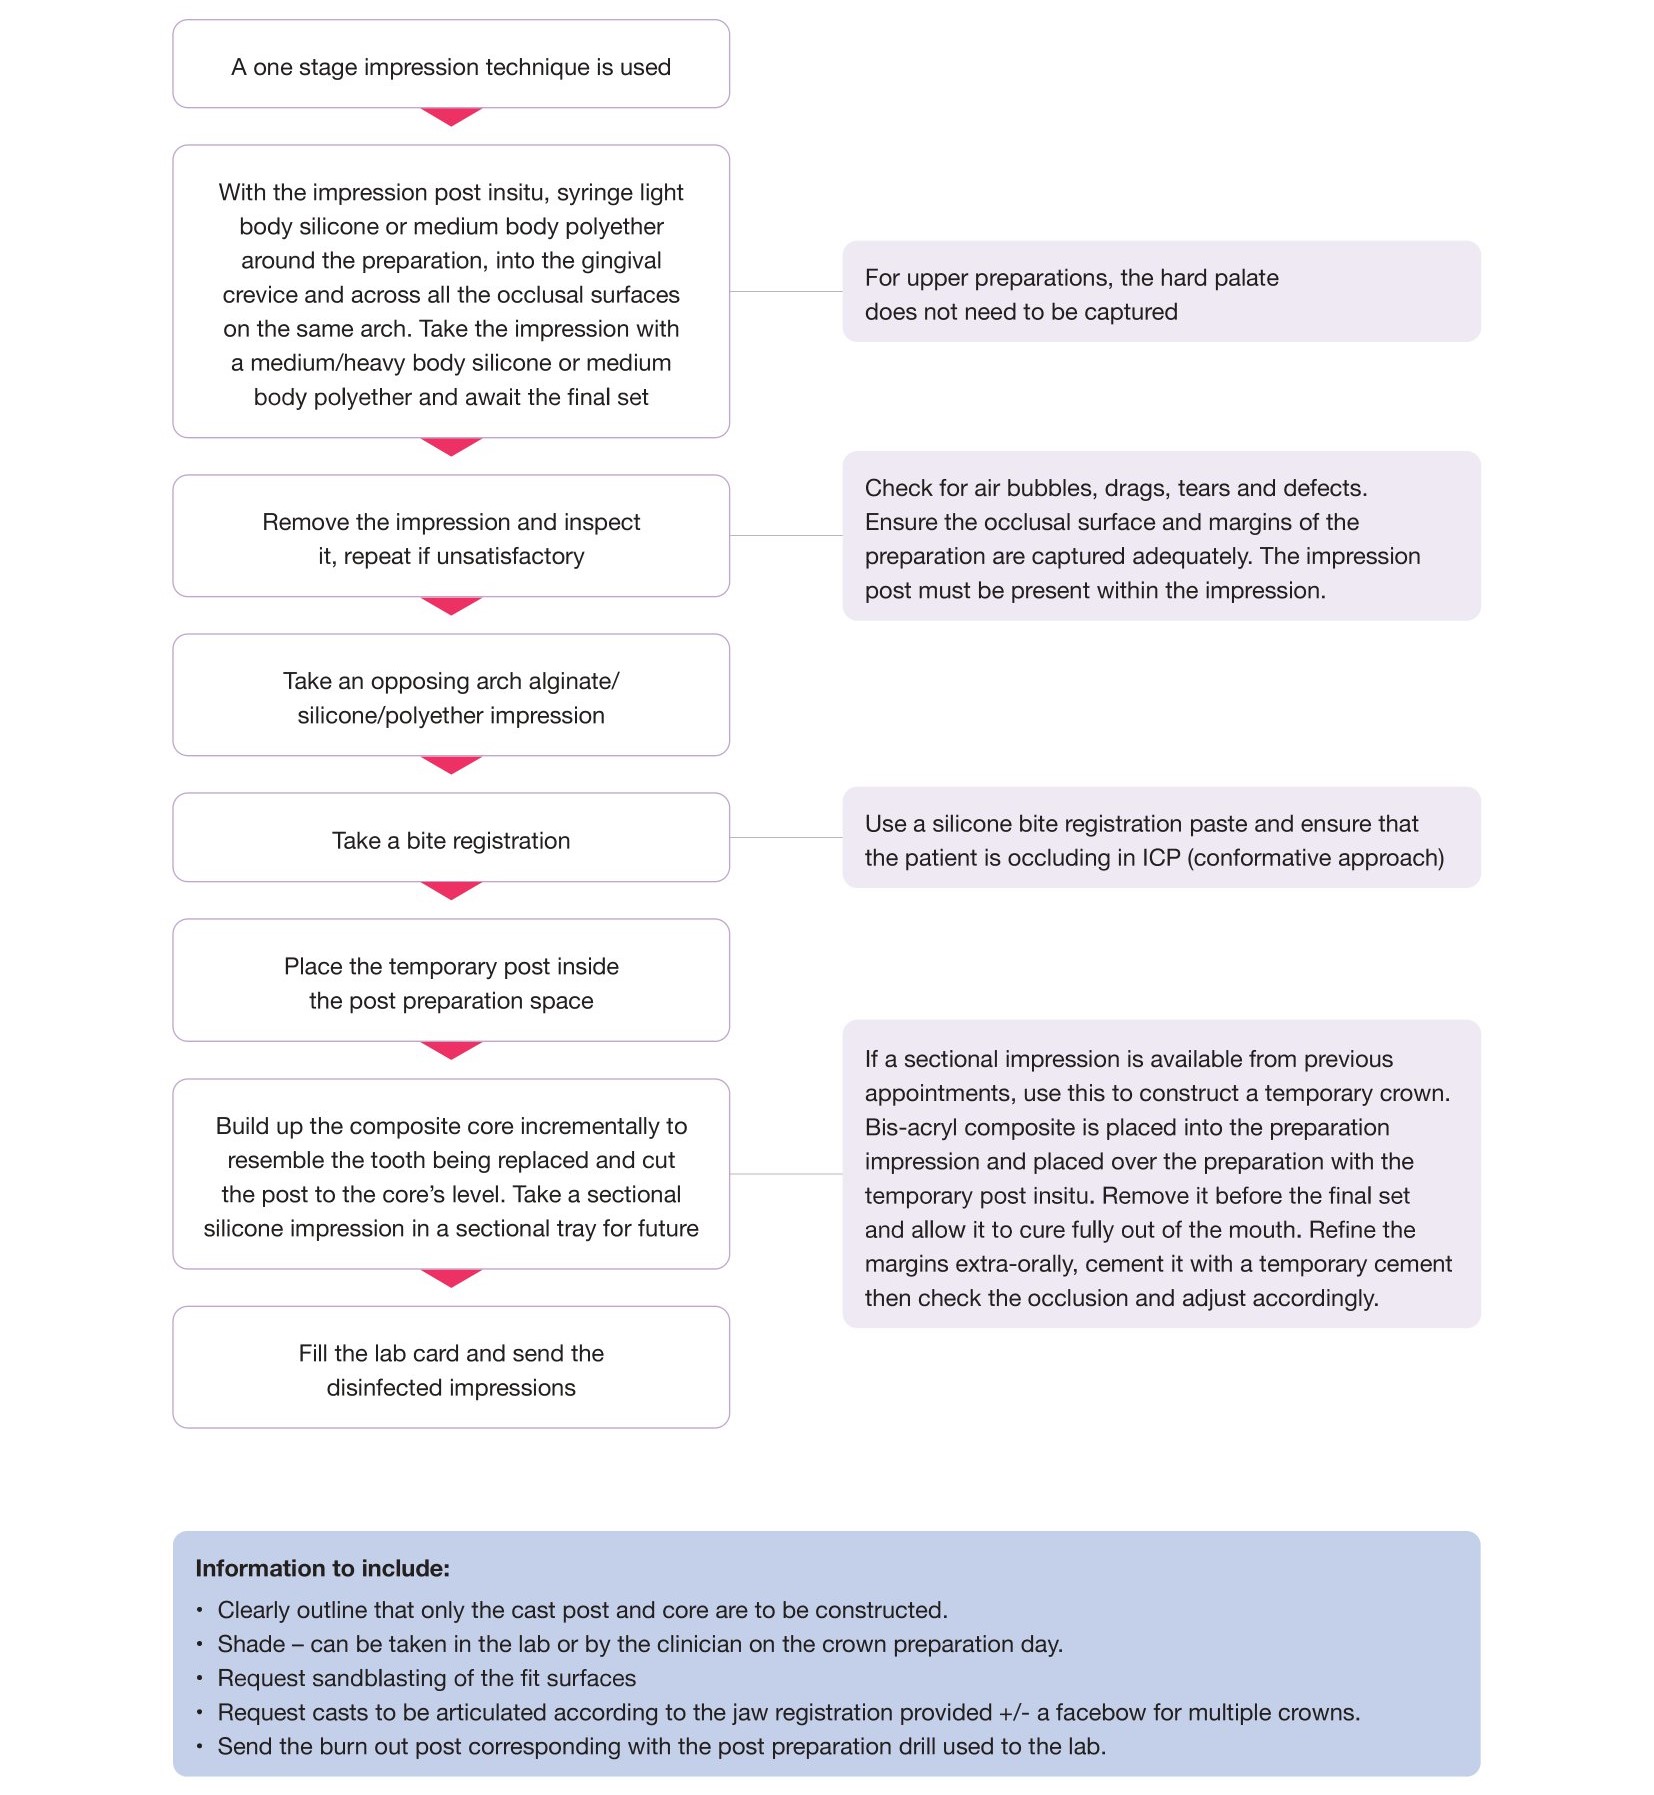 A one stage impression technique is used
With the impression post insitu, syringe light
body silicone or medium body polyether
around the preparation, into the gingival
crevice and across all the occlusal surfaces
on the same arch. Take the impression with
a medium/heavy body silicone or medium
body polyether and await the final set
For upper preparations, the hard palate
does not need to be captured
Remove the impression and inspect
it, repeat if unsatisfactory
Check for air bubbles, drags, tears and defects.
Ensure the occlusal surface and margins of the
preparation are captured adequately. The impression
post must be present within the impression.
Take an opposing arch alginate/
silicone/polyether impression
Take a bite registration
Use a silicone bite registration paste and ensure that
the patient is occluding in ICP (conformative approach)
Place the temporary post inside
the post preparation space
Build up the composite core incrementally to
resemble the tooth being replaced and cut
the post to the core’s level. Take a sectional
silicone impression in a sectional tray for future
If a sectional impression is available from previous
appointments, use this to construct a temporary crown.
Bis-acryl composite is placed into the preparation
impression and placed over the preparation with the
temporary post insitu. Remove it before the final set
and allow it to cure fully out of the mouth. Refine the
margins extra-orally, cement it with a temporary cement
then check the occlusion and adjust accordingly.
Fill the lab card and send the
disinfected impressions
Information to include:
• Clearly outline that only the cast post and core are to be constructed.
• Shade – can be taken in the lab or by the clinician on the crown preparation day.
• Request sandblasting of the fit surfaces
• Request casts to be articulated according to the jaw registration provided +/- a facebow for multiple crowns.
• Send the burn out post corresponding with the post preparation drill used to the lab.